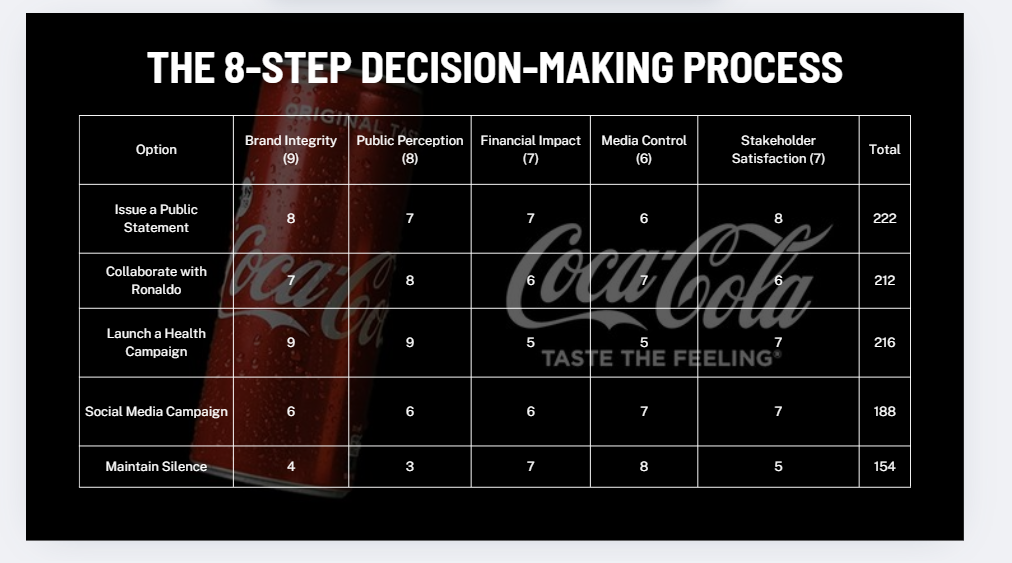 THE 8-STEP DECISION-MAKING PROCESS
Option
Brand Integrity
(9)
Public Perception
(8)
Financial Impact
(7)
Media Control
(6)
Stakeholder
Satisfaction (7)
Total
Issue a Public
Statement
8
7
7
6
8
222
Collaborate with
Ronaldo
7
8
6
7
6
212
Launch a Health
Campaign
9
9
5
5
7
216
Social Media Campaign
6
6
6
7
7
188
Maintain Silence
4
3
7
8
5
154
ORIGINAL TAS
Coca-Co
Coca-Cola
TASTE THE FEELING®